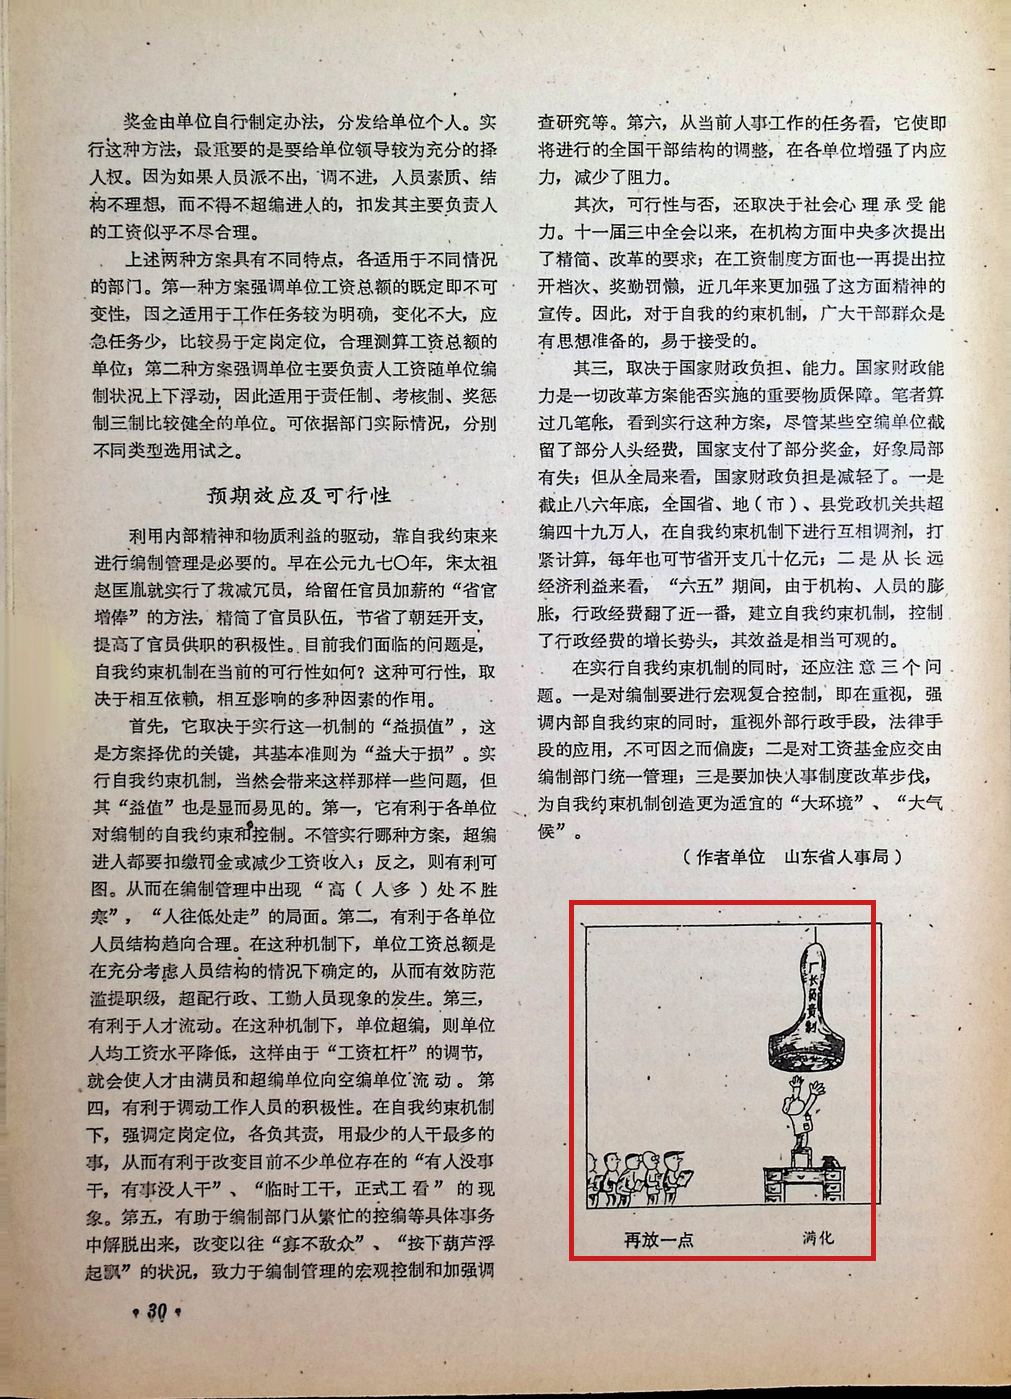 奖金由单位自行制定办法，分发给单位个人。实
行这种方法，最重要的是要给单位领导较为充分的择
人权。因为如果人员派不出，调不进，人员素质、结
构不理想，而不得不超编进人的，扣发其主要负责人
的工资似乎不尽合理。
上述两种方案具有不同特点，各适用于不同情况
的部门。第一种方案强调单位工资总额的既定即不可
变性，因之适用于工作任务较为明确，变化不大，应
急任务少，比较易于定岗定位，合理测算工资总额的
单位；第二种方案强调单位主要负责人工资随单位编
制状况上下浮动，因此适用于责任制、考核制、奖惩
制三制比较健全的单位。可依据部门实际情况，分别
不同类型选用试之。
预期效应及可行性
利用内部精神和物质利益的驱动，靠自我约束来
进行编制管理是必要的。早在公元九七〇年，宋太祖
赵匡胤就实行了裁减冗员，给留任官员加薪的“省官
增俸”的方法，精简了官员队伍，节省了朝廷开支，
提高了官员供职的积极性。目前我们面临的问题是，
自我约束机制在当前的可行性如何？这种可行性，取
决于相互依赖，相互影响的多种因素的作用。
首先，它取决于实行这一机制的“益损值”，这
是方案择优的关键，其基本准则为“益大于损”。实
行自我约束机制，当然会带来这样那样一些问题，但
其“益值”也是显而易见的。第一，它有利于各单位
对编制的自我约束和控制。不管实行哪种方案，超编
进人都要扣缴罚金或减少工资收入；反之，则有利可
图。从而在编制管理中出现“高（人多）处不胜
寒”，“人往低处走”的局面。第二，有利于各单位
人员结构趋向合理。在这种机制下，单位工资总额是
在充分考虑人员结构的情况下确定的，从而有效防范
滥提职级，超配行政、工勤人员现象的发生。第三，
有利于人才流动。在这种机制下，单位超编，则单位
人均工资水平降低，这样由于“工资杠杆”的调节，
就会使人才由满员和超编单位向空编单位流动。第
四，有利于调动工作人员的积极性。在自我约束机制
下，强调定岗定位，各负其责，用最少的人干最多的
事，从而有利于改变目前不少单位存在的“有人没事
干，有事没人干”、“临时工干，正式工看”的现
象。第五，有助于编制部门从繁忙的控编等具体事务
中解脱出来，改变以往“寡不敌众”、“按下葫芦浮
起瓢”的状况，致力于编制管理的宏观控制和加强调
查研究等。第六，从当前人事工作的任务看，它使即
将进行的全国干部结构的调整，在各单位增强了内应
力，减少了阻力。
其次，可行性与否，还取决于社会心理承受能
力。十一届三中全会以来，在机构方面中央多次提出
了精简、改革的要求；在工资制度方面也一再提出拉
开档次、奖勤罚懒，近几年来更加强了这方面精神的
宣传。因此，对于自我的约束机制，广大干部群众是
有思想准备的，易于接受的。
其三，取决于国家财政负担、能力。国家财政能
力是一切改革方案能否实施的重要物质保障。笔者算
过几笔帐，看到实行这种方案，尽管某些空编单位截
留了部分人头经费，国家支付了部分奖金，好象局部
有失；但从全局来看，国家财政负担是减轻了。一是
截止八六年底，全国省、地（市）、县党政机关共超
编四十九万人，在自我约束机制下进行互相调剂，打
紧计算，每年也可节省开支几十亿元；二是从长远
经济利益来看，“六五”期间，由于机构、人员的膨
胀，行政经费翻了近一番，建立自我约束机制，控制
了行政经费的增长势头，其效益是相当可观的。
在实行自我约束机制的同时，还应注意三个问
题。一是对编制要进行宏观复合控制，即在重视，强
调内部自我约束的同时，重视外部行政手段，法律手
段的应用，不可因之而偏废；二是对工资基金应交由
编制部门统一管理；三是要加快人事制度改革步伐，
为自我约束机制创造更为适宜的“大环境”、“大气
候”。
（作者单位　山东省人事局）
厂长负责制
再放一点　满化
30